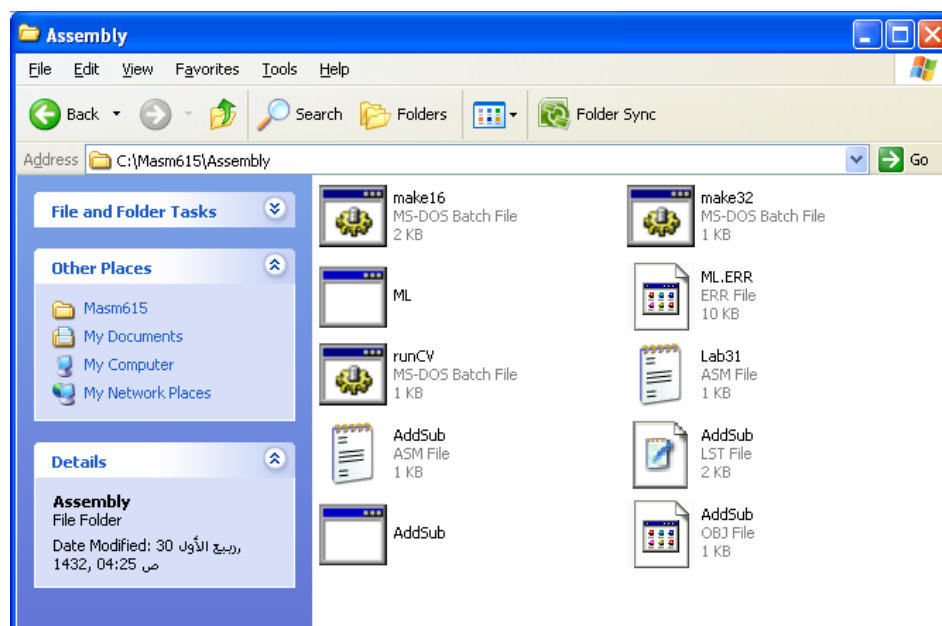 Assembly
File Edit View Favorites Tools Help
Back Search Folders Folder Sync
Address C:\Masm615\Assembly Go
File and Folder Tasks
Other Places
Masm615
My Documents
My Computer
My Network Places
Details
Assembly
File Folder
Date Modified: 30 ربيع الأول,
1432, 04:25 ص
make16
MS-DOS Batch File
2 KB
make32
MS-DOS Batch File
1 KB
ML
ML.ERR
ERR File
10 KB
runCV
MS-DOS Batch File
1 KB
Lab31
ASM File
1 KB
AddSub
ASM File
1 KB
AddSub
LST File
2 KB
AddSub
AddSub
OBJ File
1 KB